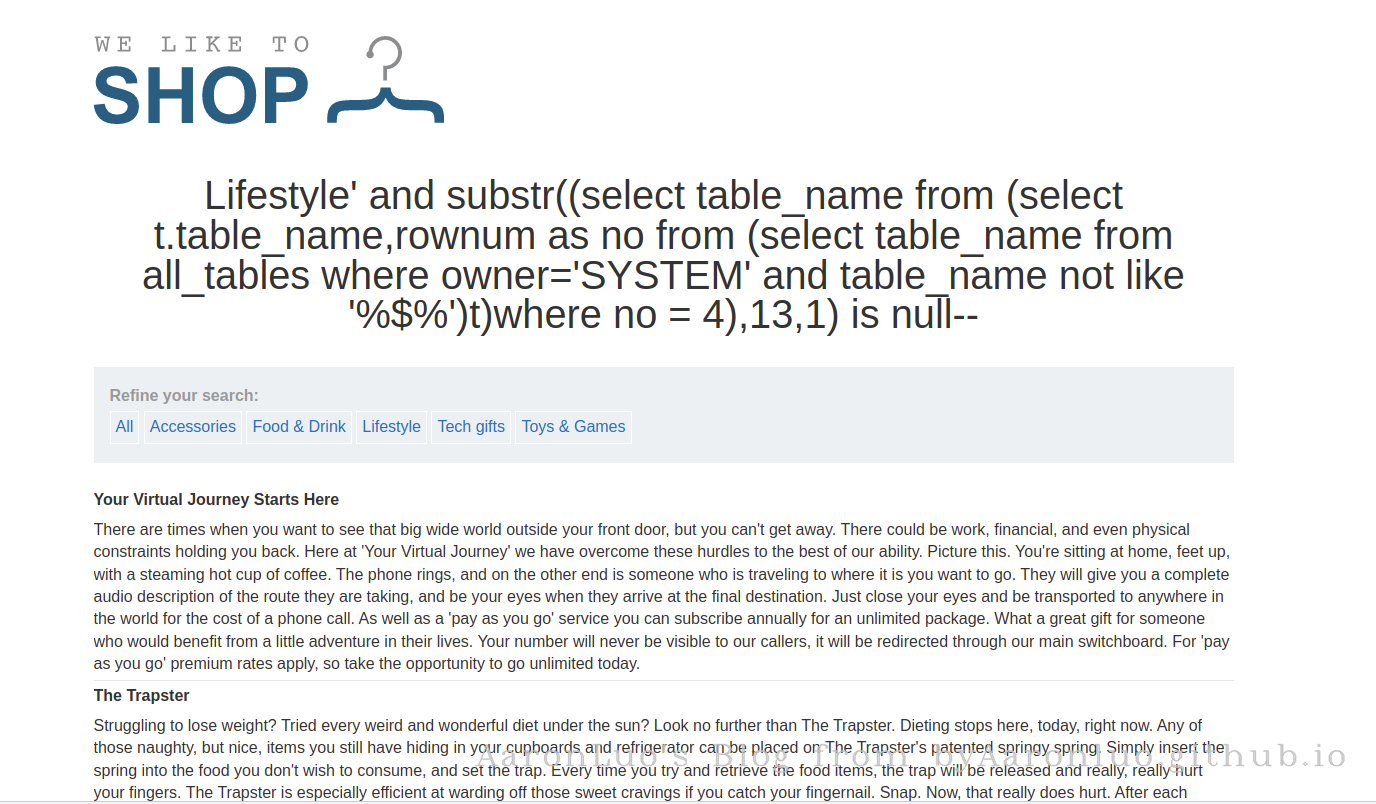 WE LIKE TO
SHOP
Lifestyle' and substr((select table_name from (select
t.table_name,rownum as no from (select table_name from
all_tables where owner='SYSTEM' and table_name not like
'%$%')t)where no = 4),13,1) is null--
Refine your search:
All Accessories Food & Drink Lifestyle Tech gifts Toys & Games
Your Virtual Journey Starts Here
There are times when you want to see that big wide world outside your front door, but you can't get away. There could be work, financial, and even physical
constraints holding you back. Here at 'Your Virtual Journey' we have overcome these hurdles to the best of our ability. Picture this. You're sitting at home, feet up,
with a steaming hot cup of coffee. The phone rings, and on the other end is someone who is traveling to where it is you want to go. They will give you a complete
audio description of the route they are taking, and be your eyes when they arrive at the final destination. Just close your eyes and be transported to anywhere in
the world for the cost of a phone call. As well as a 'pay as you go' service you can subscribe annually for an unlimited package. What a great gift for someone
who would benefit from a little adventure in their lives. Your number will never be visible to our callers, it will be redirected through our main switchboard. For 'pay
as you go' premium rates apply, so take the opportunity to go unlimited today.
The Trapster
Struggling to lose weight? Tried every weird and wonderful diet under the sun? Look no further than The Trapster. Dieting stops here, today, right now. Any of
those naughty, but nice, items you still have hiding in your cupboards and refrigerator can be placed on The Trapster's patented springy spring. Simply insert the
AaronLuo's Blog from byAaronluo.github.io
spring into the food you don't wish to consume, and set the trap. Every time you try and retrieve the food items, the trap will be released and really, really hurt
your fingers. The Trapster is especially efficient at warding off those sweet cravings if you catch your fingernail. Snap. Now, that really does hurt. After each